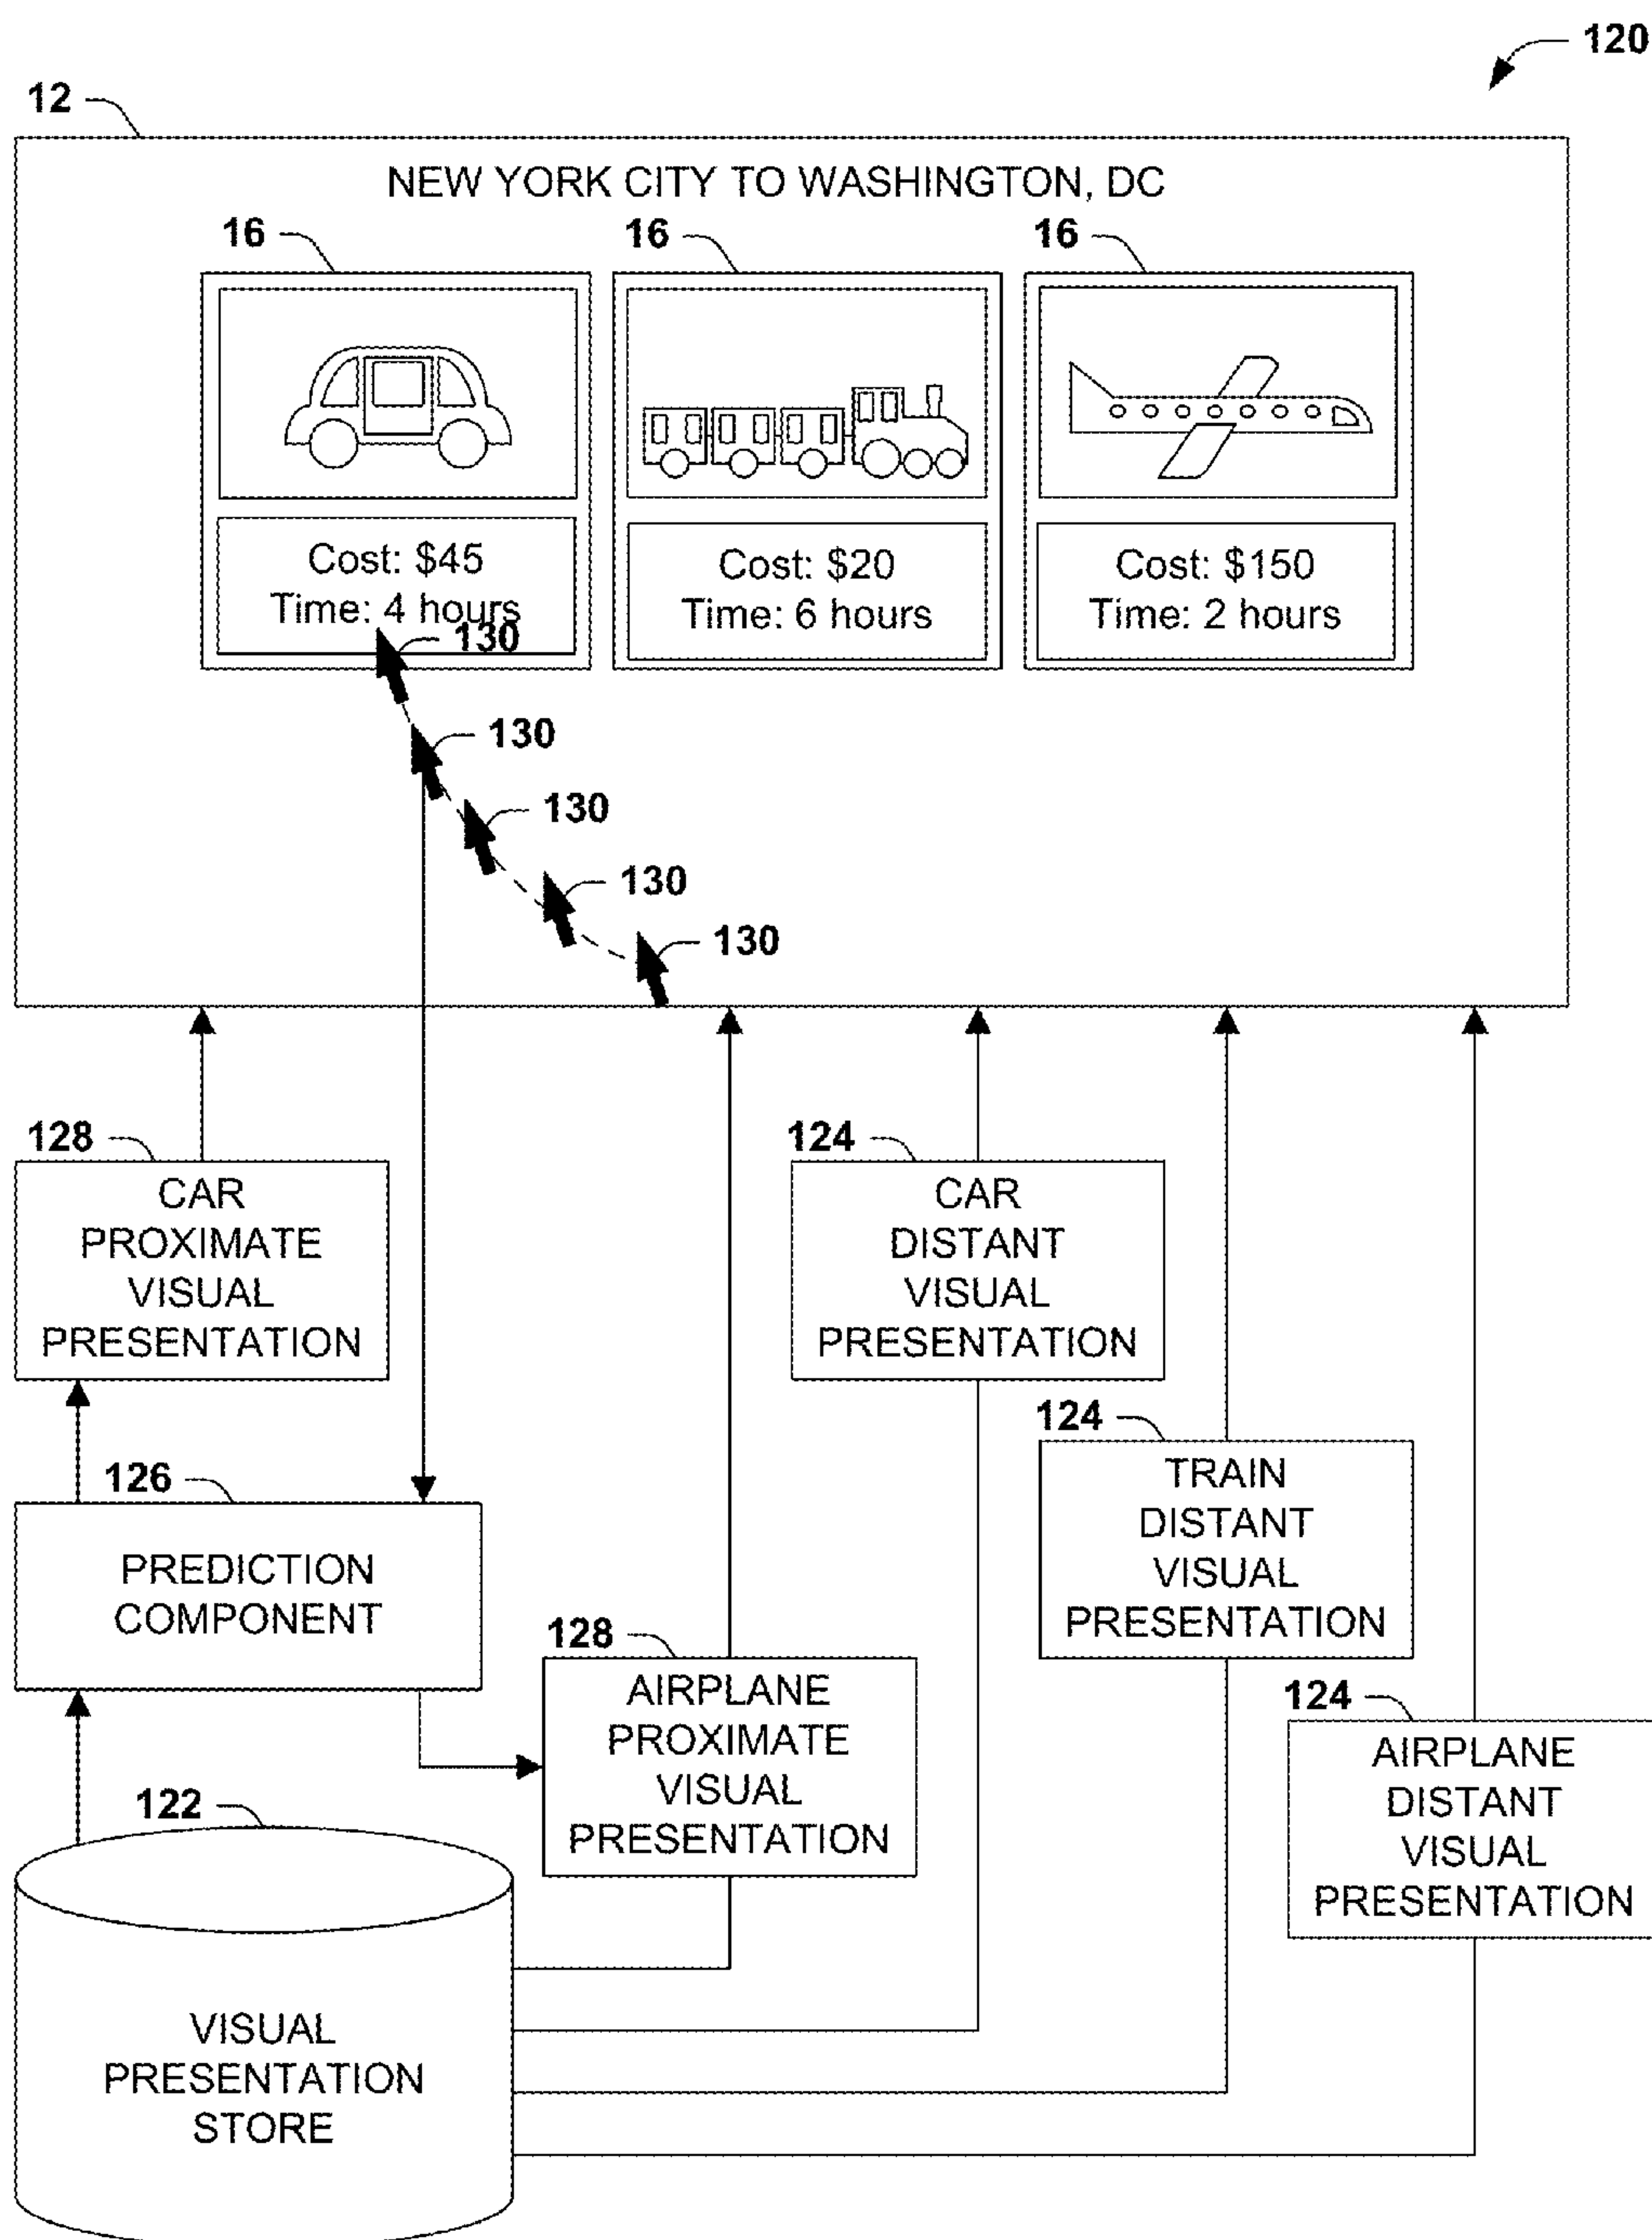 120
12
NEW YORK CITY TO WASHINGTON, DC
16
16
16
Cost: $45
Time: 4 hours
Cost: $20
Time: 6 hours
Cost: $150
Time: 2 hours
130
130
130
130
130
128
CAR
PROXIMATE
VISUAL
PRESENTATION
124
CAR
DISTANT
VISUAL
PRESENTATION
124
TRAIN
DISTANT
VISUAL
PRESENTATION
126
PREDICTION
COMPONENT
128
AIRPLANE
PROXIMATE
VISUAL
PRESENTATION
124
AIRPLANE
DISTANT
VISUAL
PRESENTATION
122
VISUAL
PRESENTATION
STORE